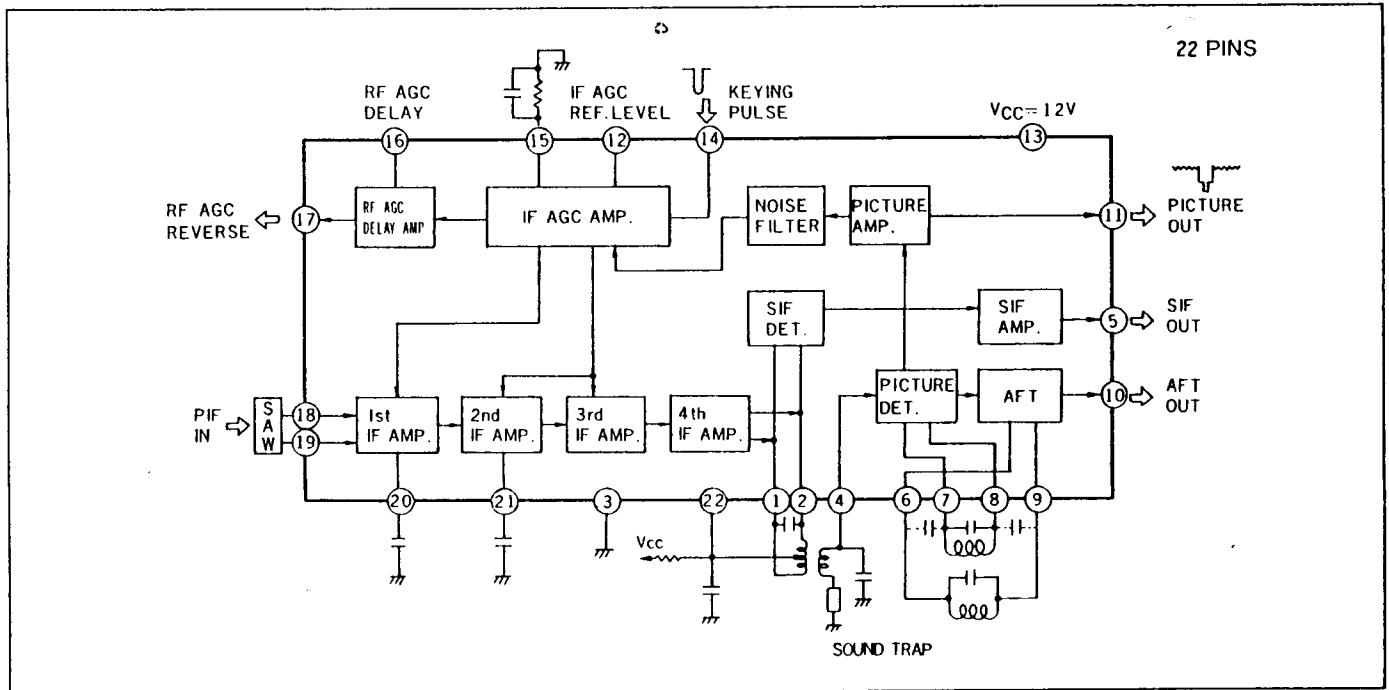 22 PINS
RF AGC
DELAY
IF AGC
REF.LEVEL
KEYING
PULSE
VCC=12V
16
15
12
14
13
RF AGC
REVERSE
17
RF AGC
DELAY AMP
IF AGC AMP.
NOISE
FILTER
PICTURE
AMP.
11
PICTURE
OUT
SIF
DET.
SIF
AMP.
5
SIF
OUT
PIF
IN
SAW
18
19
1st
IF AMP.
2nd
IF AMP.
3rd
IF AMP.
4th
IF AMP.
PICTURE
DET.
AFT
10
AFT
OUT
20
21
3
22
1
2
4
6
7
8
9
Vcc
SOUND TRAP